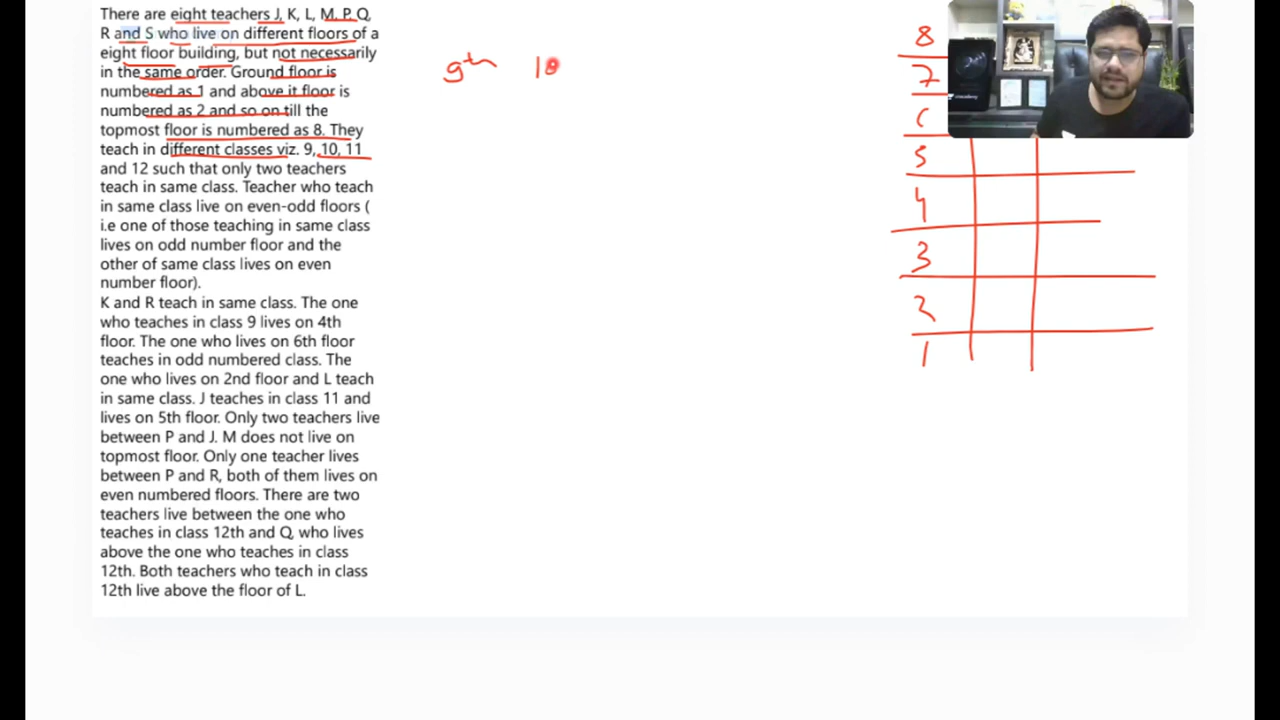 There are eight teachers J, K, L, M, P, Q,
R and S who live on different floors of a
eight floor building, but not necessarily
in the same order. Ground floor is
numbered as 1 and above it floor is
numbered as 2 and so on till the
topmost floor is numbered as 8. They
teach in different classes viz. 9, 10, 11
and 12 such that only two teachers
teach in same class. Teacher who teach
in same class live on even-odd floors (
i.e one of those teaching in same class
lives on odd number floor and the
other of same class lives on even
number floor).
K and R teach in same class. The one
who teaches in class 9 lives on 4th
floor. The one who lives on 6th floor
teaches in odd numbered class. The
one who lives on 2nd floor and L teach
in same class. J teaches in class 11 and
lives on 5th floor. Only two teachers live
between P and J. M does not live on
topmost floor. Only one teacher lives
between P and R, both of them lives on
even numbered floors. There are two
teachers live between the one who
teaches in class 12th and Q, who lives
above the one who teaches in class
12th. Both teachers who teach in class
12th live above the floor of L.
9th 10
8
7
5
4
3
2
1